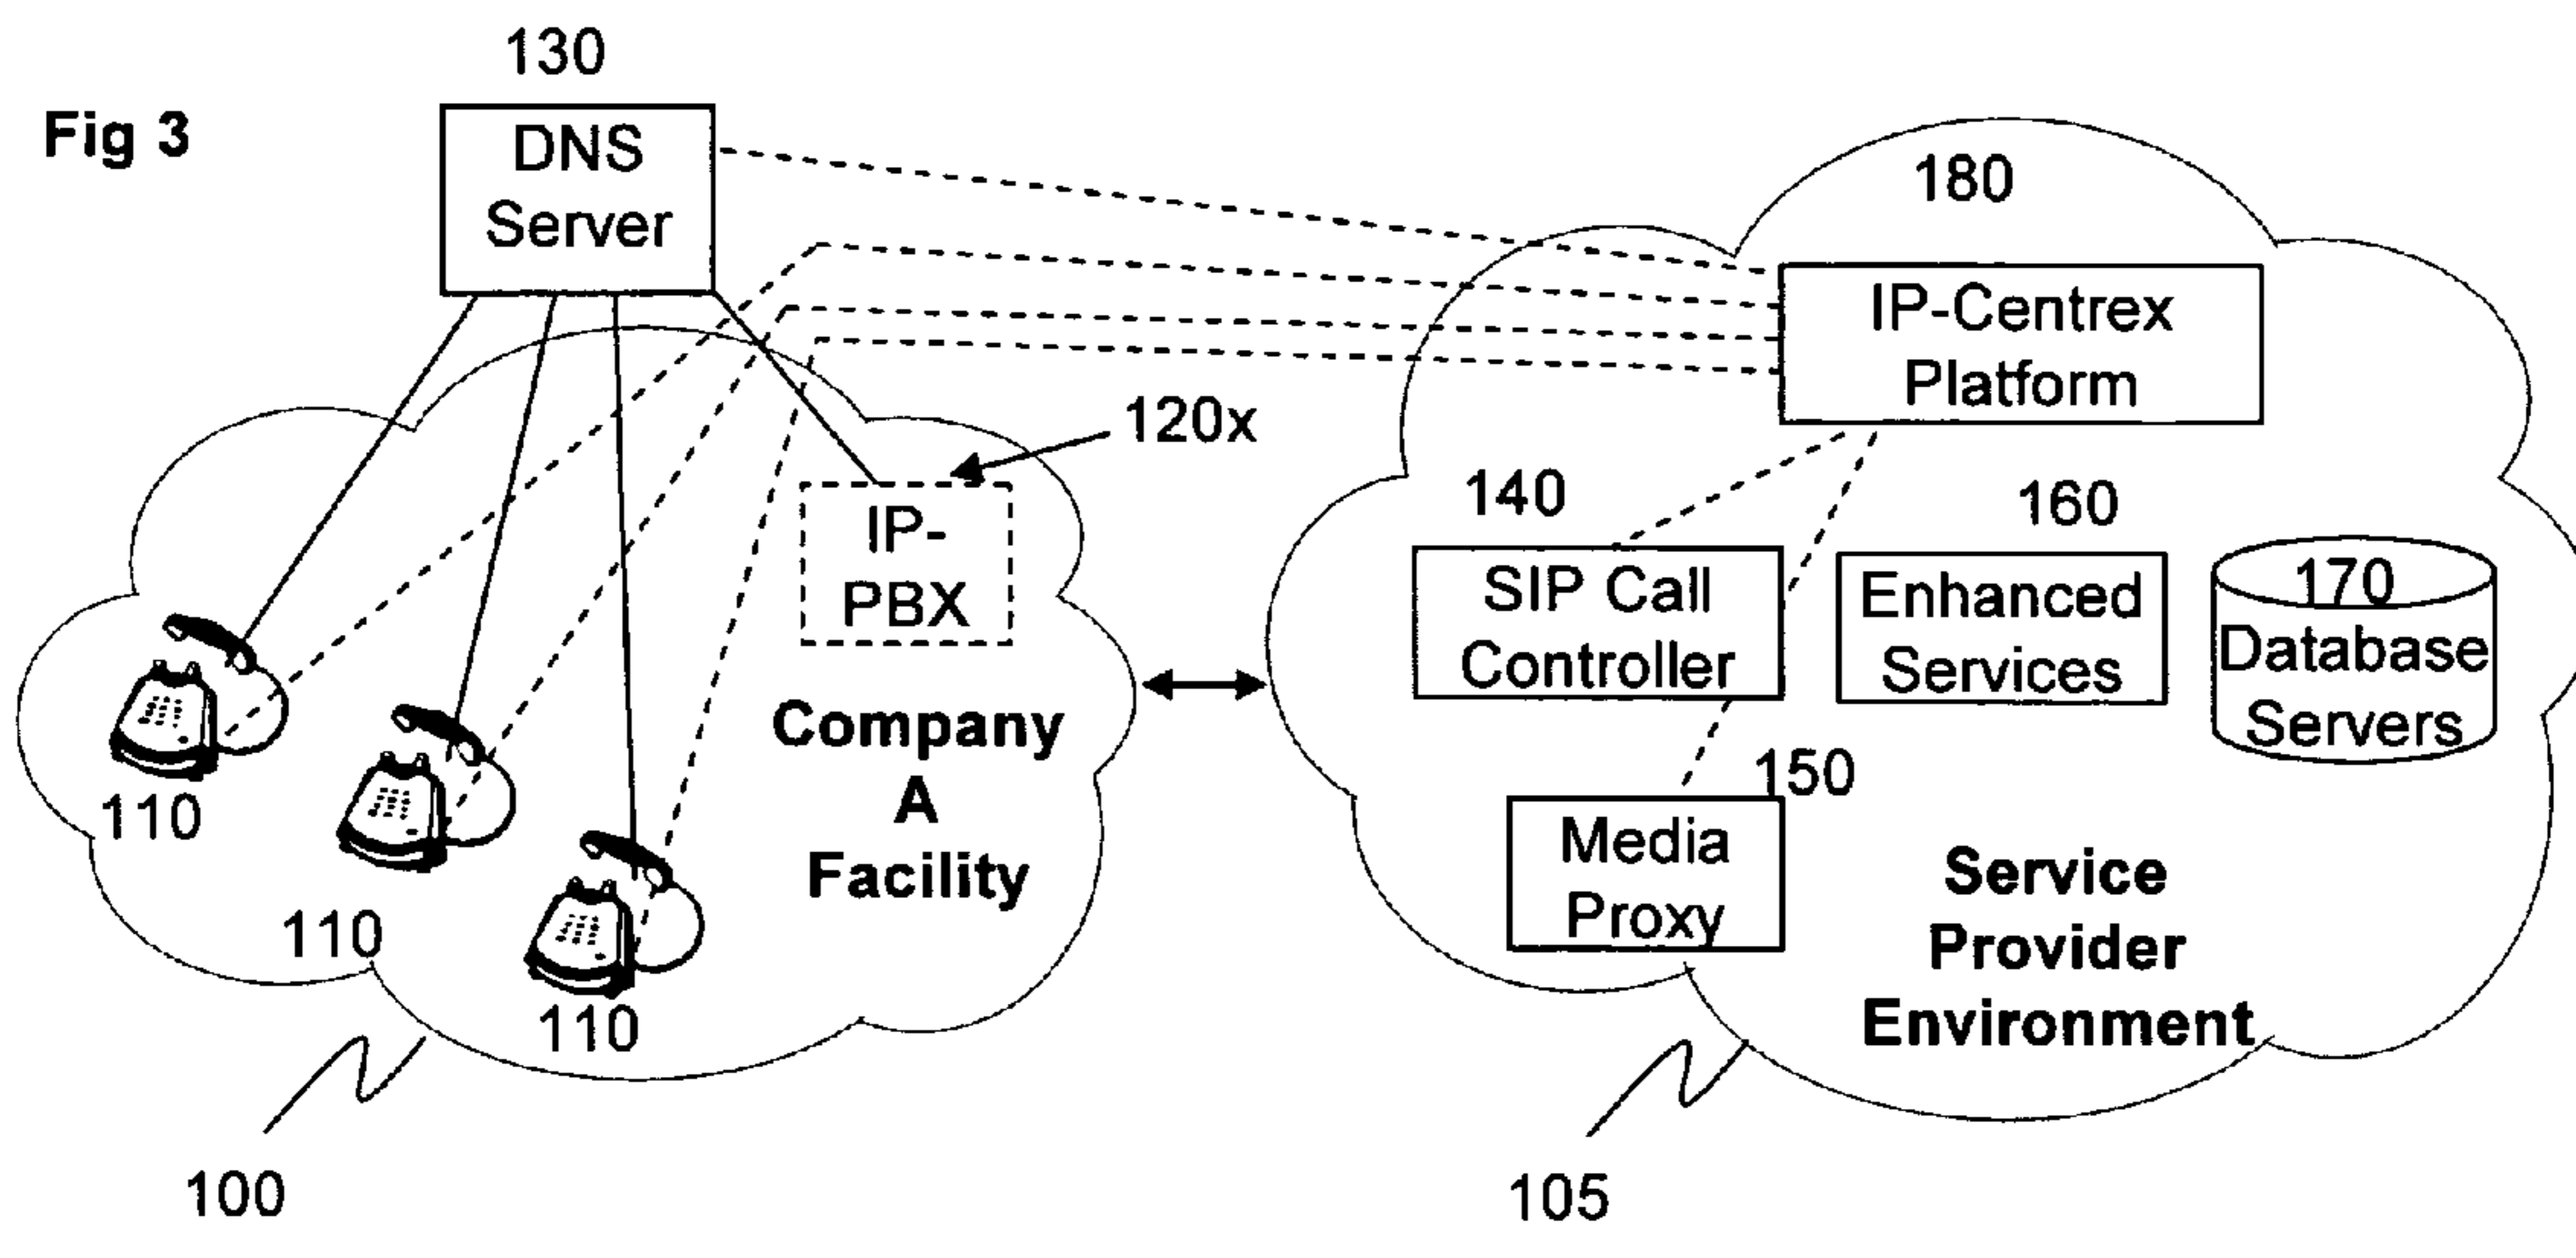 130
Fig 3
DNS
Server
180
IP-Centrex
Platform
120x
IP-
PBX
140
160
SIP Call
Controller
Enhanced
Services
170
Database
Servers
Company
A
Facility
110
110
110
150
Media
Proxy
Service
Provider
Environment
100
105